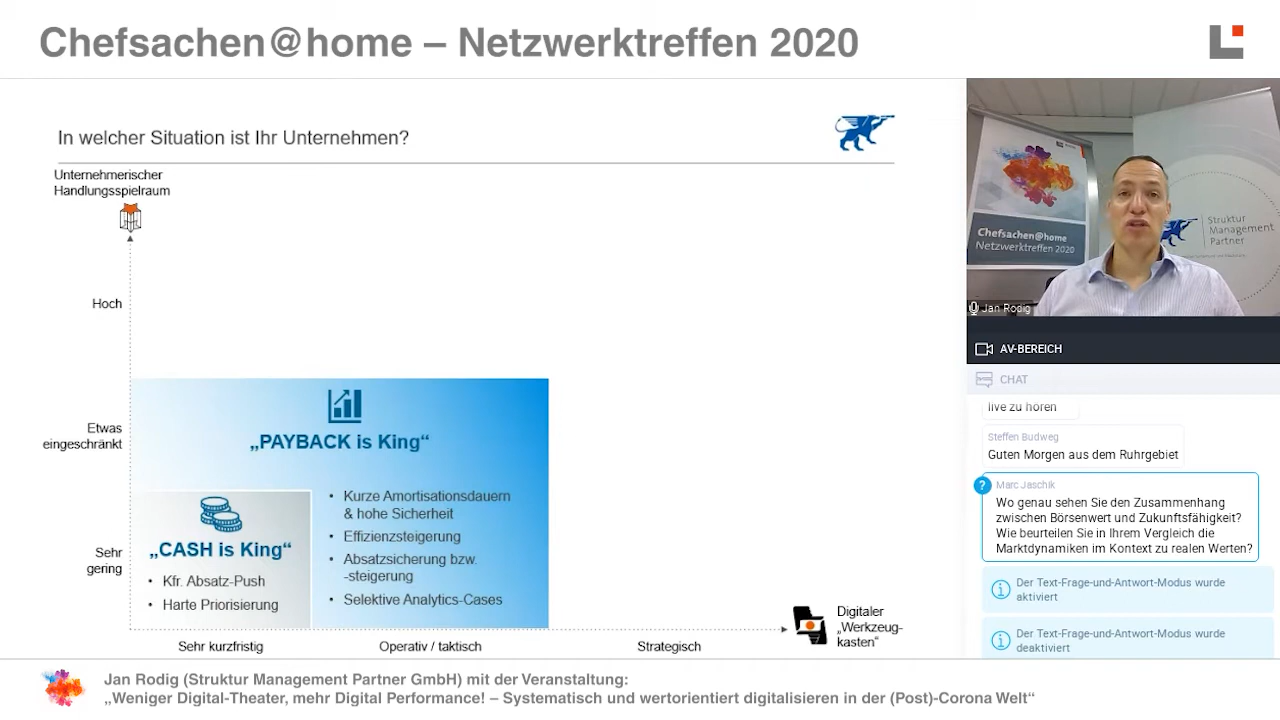 Chefsachen@home – Netzwerktreffen 2020
In welcher Situation ist Ihr Unternehmen?
Unternehmerischer
Handlungsspielraum
Hoch
Etwas
eingeschränkt
Sehr
gering
„PAYBACK is King“
• Kurze Amortisationsdauern
& hohe Sicherheit
• Effizienzsteigerung
• Absatzsicherung bzw.
-steigerung
• Selektive Analytics-Cases
„CASH is King“
• Kfr. Absatz-Push
• Harte Priorisierung
Sehr kurzfristig
Operativ / taktisch
Strategisch
Digitaler
„Werkzeug-
kasten“
Chefsachen@home
Netzwerktreffen 2020
Struktur
Management
Partner
Jan Rodig
AV-BEREICH
CHAT
live zu hören
Steffen Budweg
Guten Morgen aus dem Ruhrgebiet
?
Marc Jaschik
Wo genau sehen Sie den Zusammenhang
zwischen Börsenwert und Zukunftsfähigkeit?
Wie beurteilen Sie in Ihrem Vergleich die
Marktdynamiken im Kontext zu realen Werten?
Der Text-Frage-und-Antwort-Modus wurde
aktiviert
Der Text-Frage-und-Antwort-Modus wurde
deaktiviert
Jan Rodig (Struktur Management Partner GmbH) mit der Veranstaltung:
„Weniger Digital-Theater, mehr Digital Performance! – Systematisch und wertorientiert digitalisieren in der (Post)-Corona Welt“